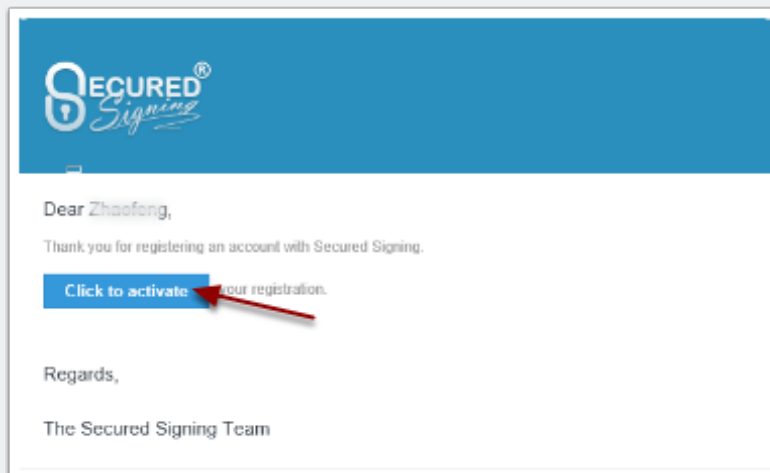 SECURED®
Signing
Dear Zhaofeng,
Thank you for registering an account with Secured Signing.
Click to activate your registration.
Regards,
The Secured Signing Team